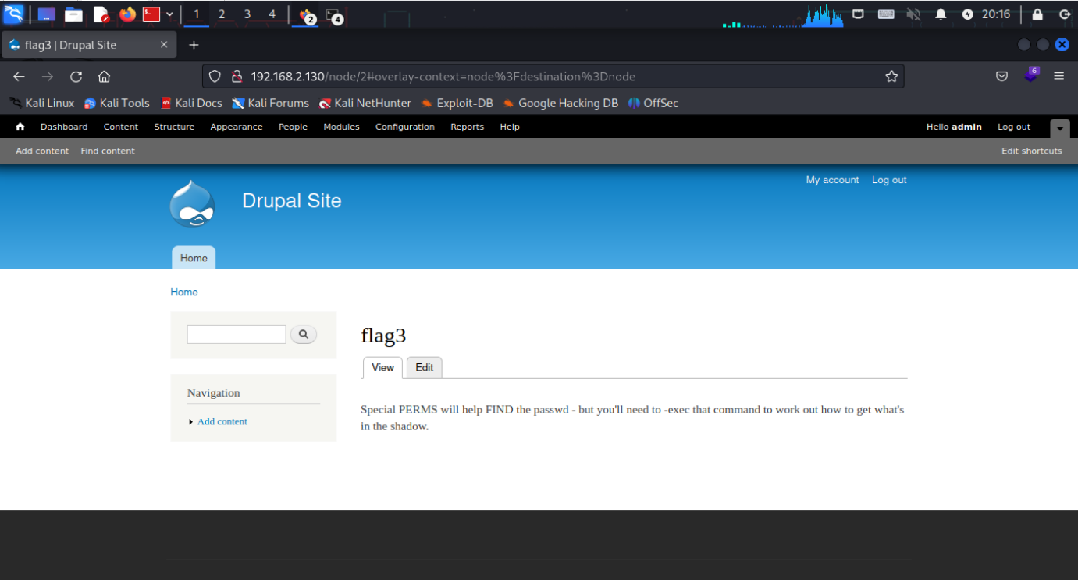 1 2 3 4 2 4 20:16
flag3 | Drupal Site × +
192.168.2.130/node/2#overlay-context=node%3Fdestination%3Dnode 6
Kali Linux Kali Tools Kali Docs Kali Forums Kali NetHunter Exploit-DB Google Hacking DB OffSec
Dashboard Content Structure Appearance People Modules Configuration Reports Help Hello admin Log out
Add content Find content Edit shortcuts
My account Log out
Drupal Site
Home
Home
flag3
View Edit
Navigation
Add content
Special PERMS will help FIND the passwd - but you'll need to -exec that command to work out how to get what's
in the shadow.